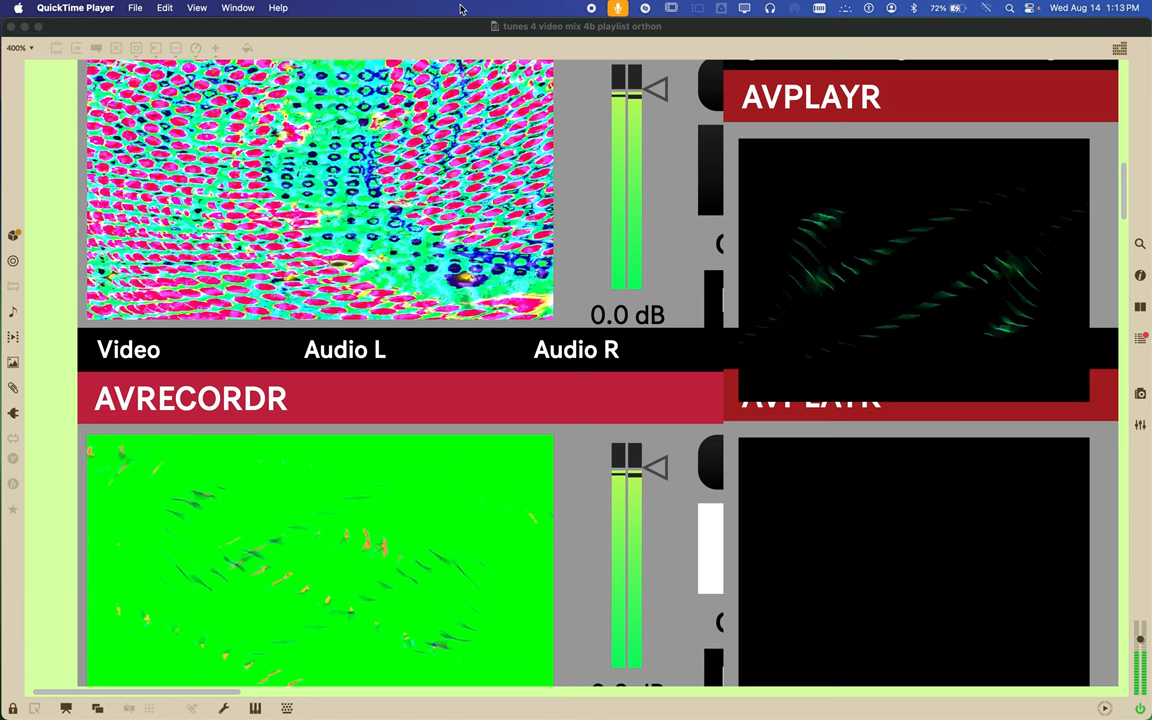 QuickTime Player File Edit View Window Help
72%
Wed Aug 14 1:13 PM
tunes 4 video mix 4b playlist orthon
400%
AVPLAYR
0.0 dB
Video Audio L Audio R
AVRECORDR
AVPLAYR